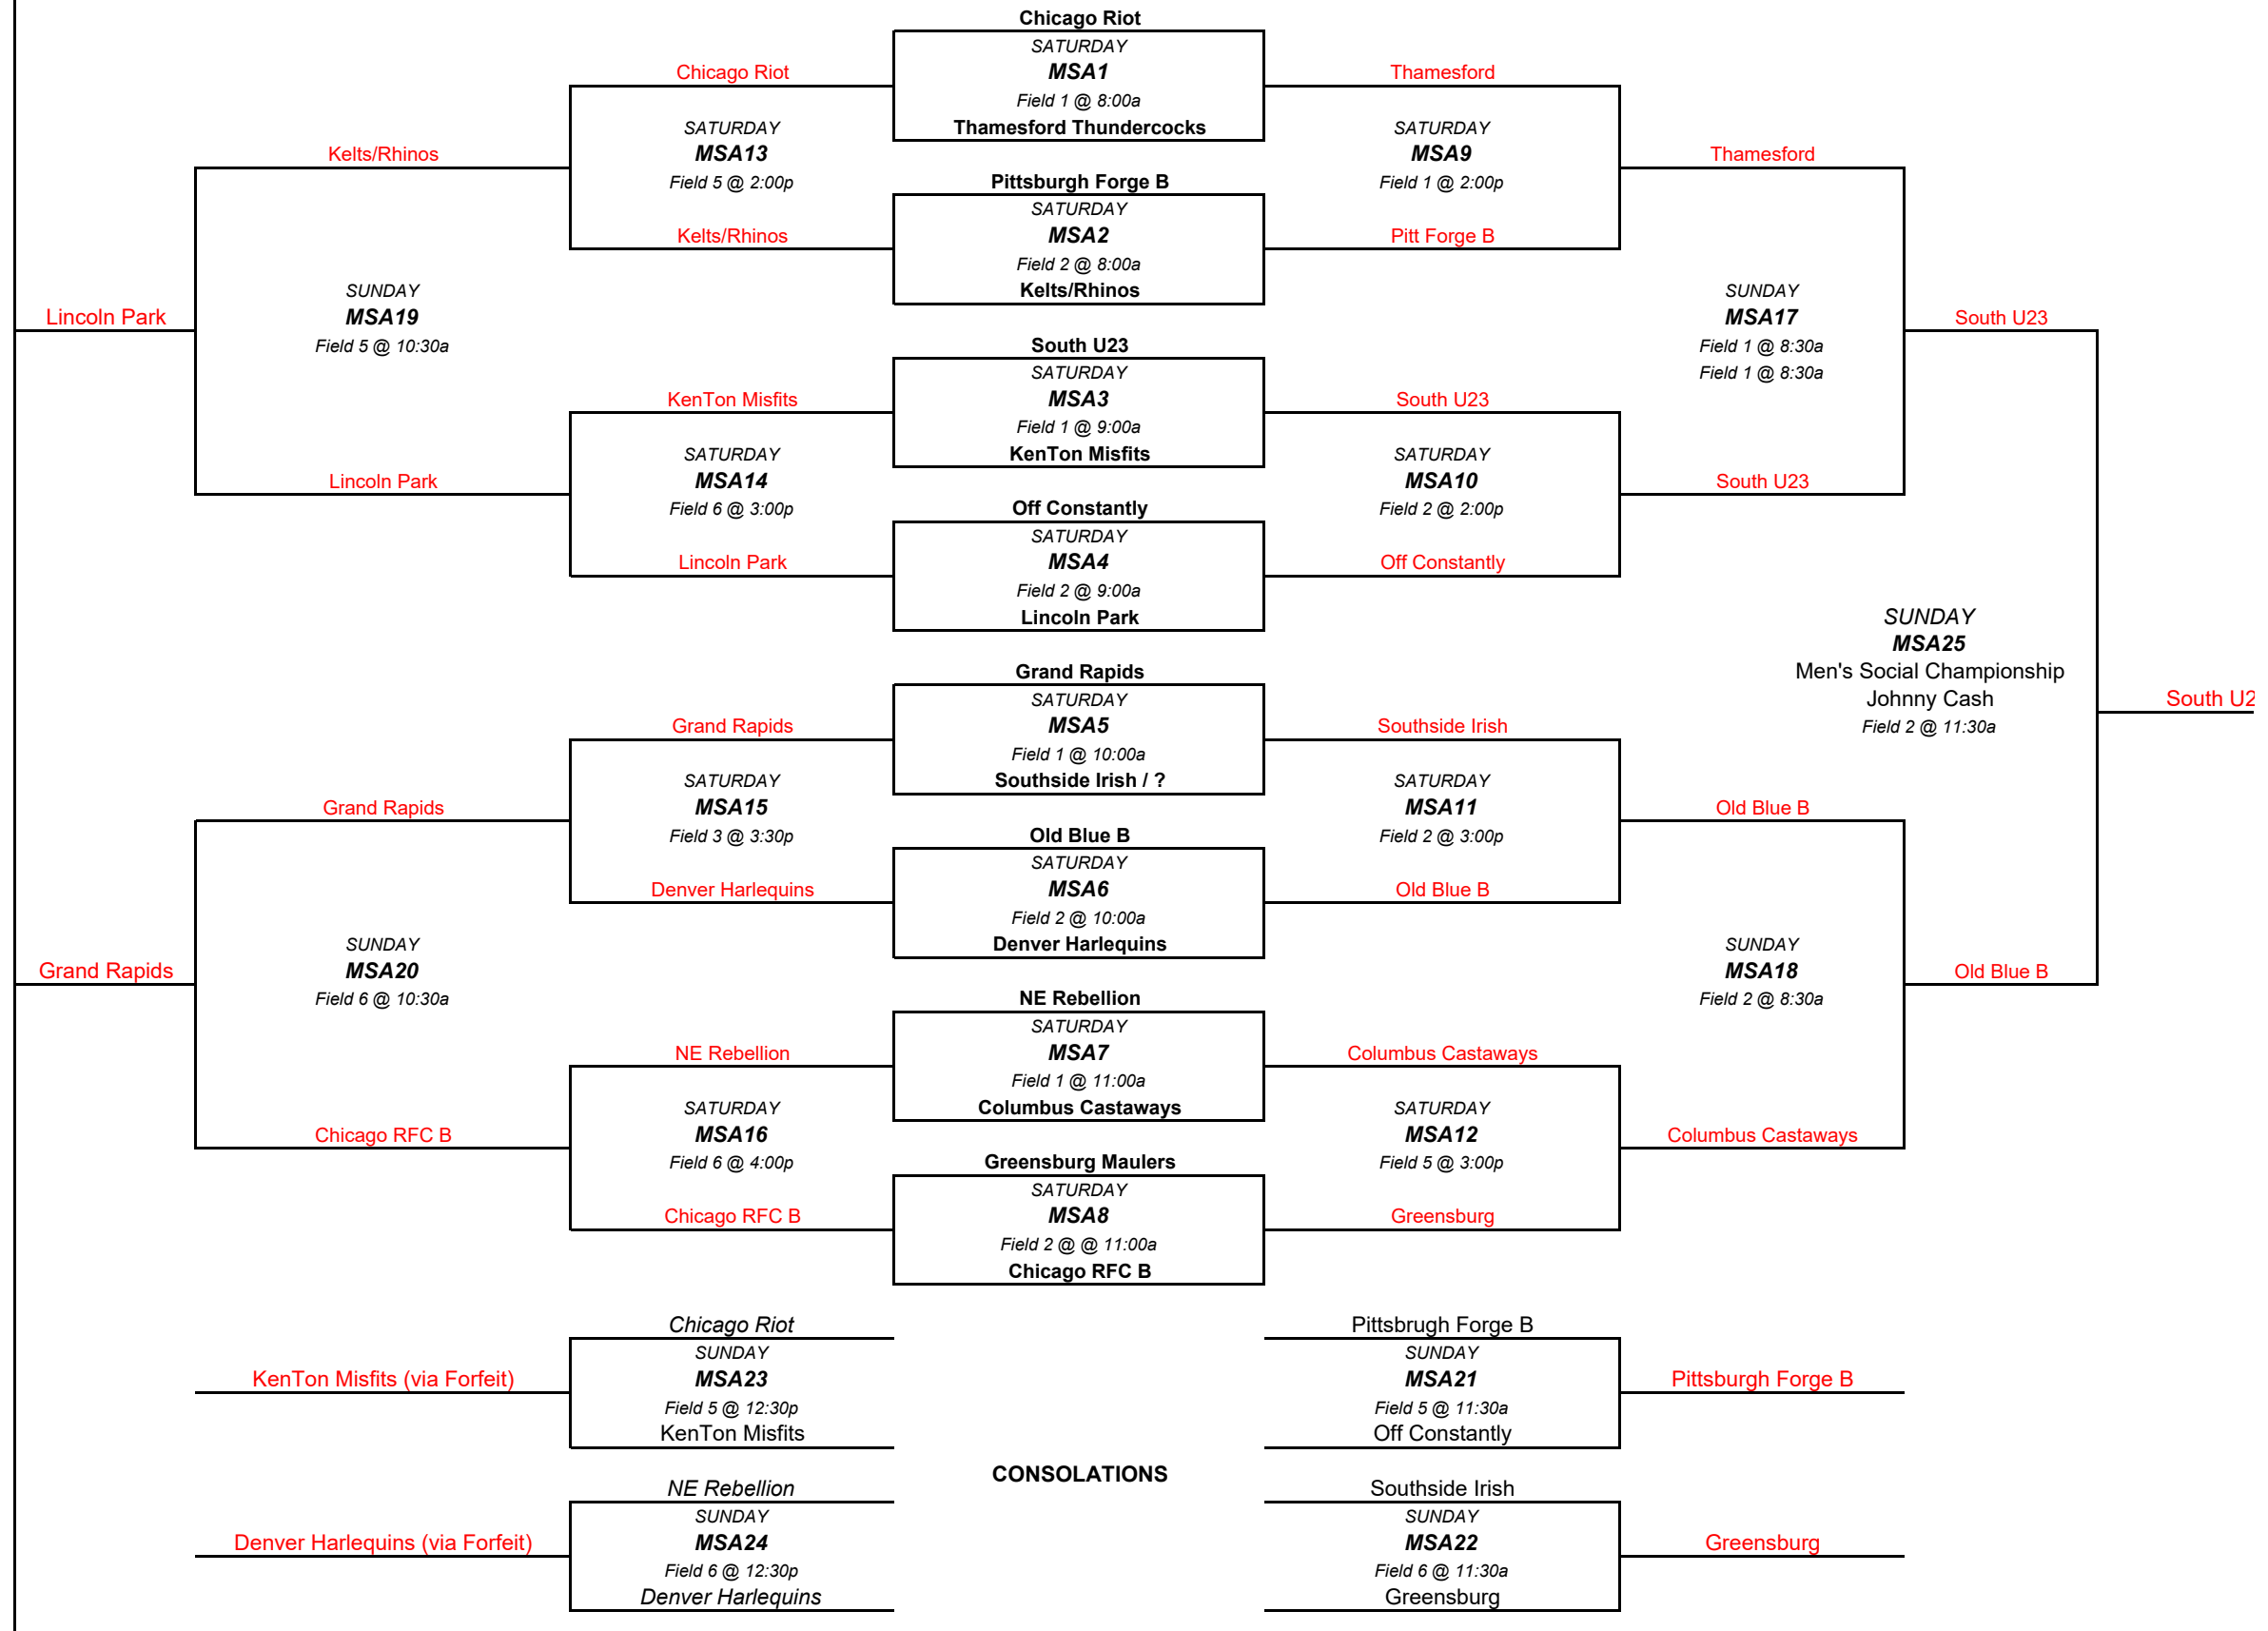 Chicago Riot
SATURDAY
Chicago Riot
MSA1
Thamesford
Field 1 @ 8:00a
SATURDAY
Thamesford Thundercocks
SATURDAY
Kelts/Rhinos
MSA13
MSA9
Thamesford
Field 5 @ 2:00p
Pittsburgh Forge B
Field 1 @ 2:00p
SATURDAY
Kelts/Rhinos
MSA2
Pitt Forge B
Field 2 @ 8:00a
SUNDAY
Kelts/Rhinos
SUNDAY
Lincoln Park
MSA19
MSA17
South U23
Field 5 @ 10:30a
South U23
Field 1 @ 8:30a
SATURDAY
Field 1 @ 8:30a
KenTon Misfits
MSA3
South U23
Field 1 @ 9:00a
SATURDAY
KenTon Misfits
SATURDAY
Lincoln Park
MSA14
MSA10
South U23
Field 6 @ 3:00p
Off Constantly
Field 2 @ 2:00p
SATURDAY
Lincoln Park
MSA4
Off Constantly
Field 2 @ 9:00a
Lincoln Park
SUNDAY
MSA25
Grand Rapids
Men's Social Championship
SATURDAY
Johnny Cash
South U2
Grand Rapids
MSA5
Southside Irish
Field 2 @ 11:30a
Field 1 @ 10:00a
SATURDAY
Southside Irish / ?
SATURDAY
Grand Rapids
MSA15
MSA11
Old Blue B
Field 3 @ 3:30p
Old Blue B
Field 2 @ 3:00p
SATURDAY
Denver Harlequins
MSA6
Old Blue B
Field 2 @ 10:00a
SUNDAY
Denver Harlequins
SUNDAY
Grand Rapids
MSA20
MSA18
Old Blue B
Field 6 @ 10:30a
NE Rebellion
Field 2 @ 8:30a
SATURDAY
NE Rebellion
MSA7
Columbus Castaways
Field 1 @ 11:00a
SATURDAY
Columbus Castaways
SATURDAY
Chicago RFC B
MSA16
MSA12
Columbus Castaways
Field 6 @ 4:00p
Greensburg Maulers
Field 5 @ 3:00p
SATURDAY
Chicago RFC B
MSA8
Greensburg
Field 2 @ @ 11:00a
Chicago RFC B
Chicago Riot
Pittsbrugh Forge B
SUNDAY
SUNDAY
KenTon Misfits (via Forfeit)
MSA23
MSA21
Pittsburgh Forge B
Field 5 @ 12:30p
Field 5 @ 11:30a
KenTon Misfits
Off Constantly
CONSOLATIONS
NE Rebellion
Southside Irish
SUNDAY
SUNDAY
Denver Harlequins (via Forfeit)
MSA24
MSA22
Greensburg
Field 6 @ 12:30p
Field 6 @ 11:30a
Denver Harlequins
Greensburg